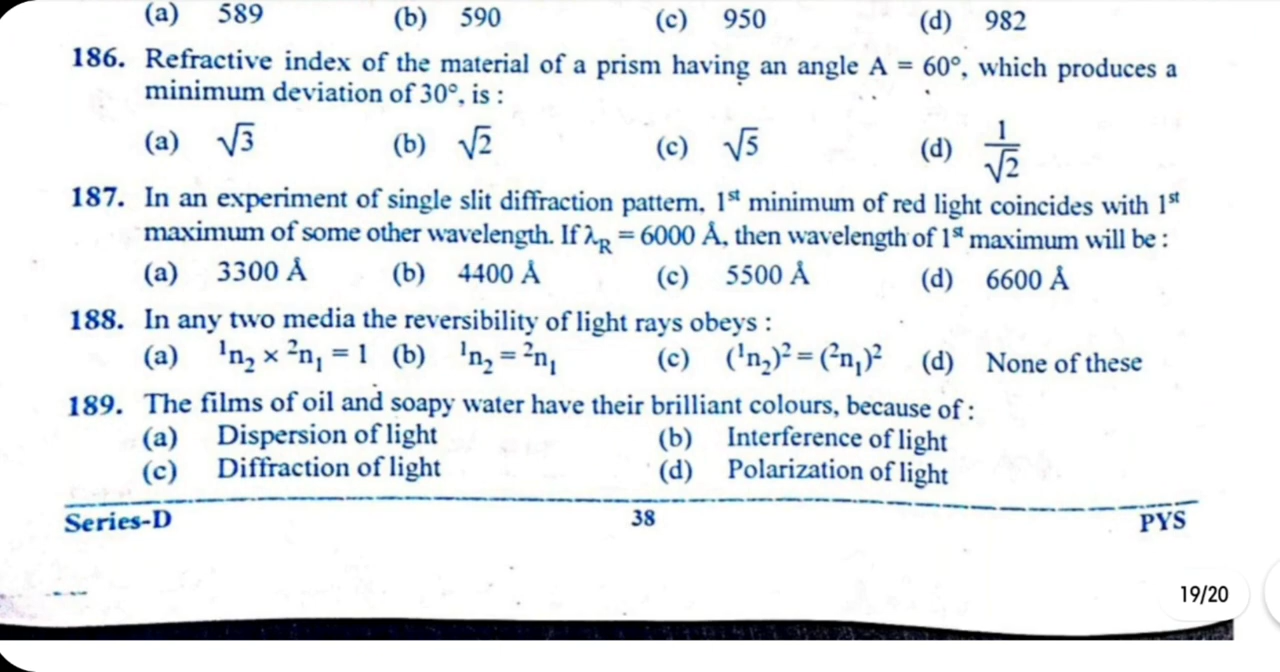 (a) 589 (b) 590 (c) 950 (d) 982
186. Refractive index of the material of a prism having an angle A = 60°, which produces a
minimum deviation of 30°, is :
(a) √3 (b) √2 (c) √5 (d) 1/√2
187. In an experiment of single slit diffraction pattern, 1st minimum of red light coincides with 1st
maximum of some other wavelength. If λR = 6000 Å, then wavelength of 1st maximum will be :
(a) 3300 Å (b) 4400 Å (c) 5500 Å (d) 6600 Å
188. In any two media the reversibility of light rays obeys :
(a) ¹n₂ × ²n₁ = 1 (b) ¹n₂ = ²n₁ (c) (¹n₂)² = (²n₁)² (d) None of these
189. The films of oil and soapy water have their brilliant colours, because of :
(a) Dispersion of light (b) Interference of light
(c) Diffraction of light (d) Polarization of light
Series-D 38 PYS
19/20